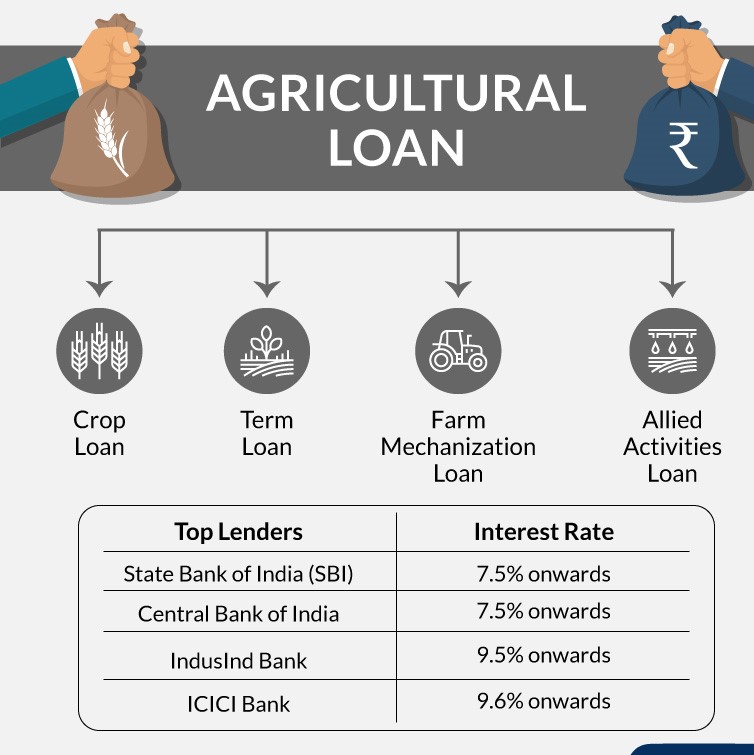 AGRICULTURAL
LOAN
₹
Crop
Loan
Term
Loan
Farm
Mechanization
Loan
Allied
Activities
Loan
Top Lenders Interest Rate
State Bank of India (SBI) 7.5% onwards
Central Bank of India 7.5% onwards
IndusInd Bank 9.5% onwards
ICICI Bank 9.6% onwards